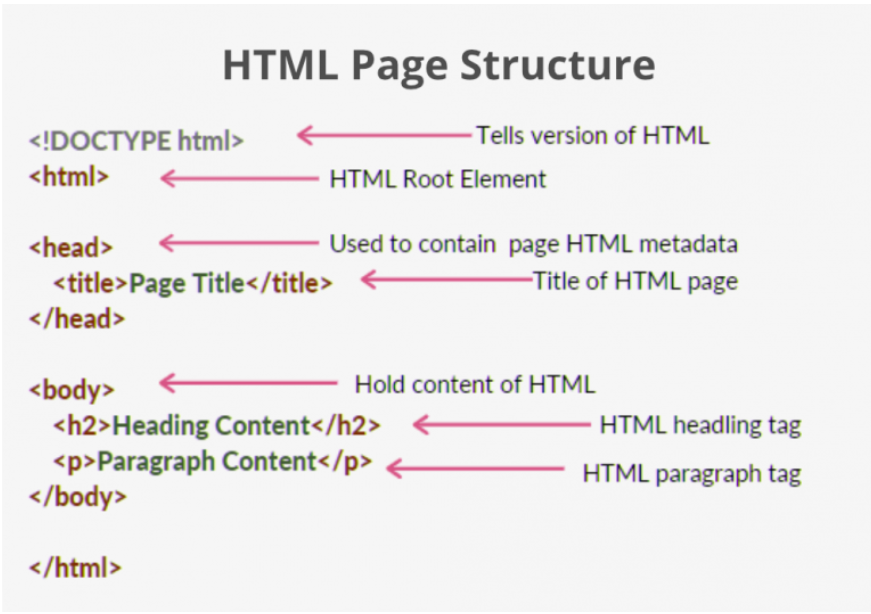 HTML Page Structure
<!DOCTYPE html> Tells version of HTML
<html> HTML Root Element
<head> Used to contain page HTML metadata
<title>Page Title</title> Title of HTML page
</head>
<body> Hold content of HTML
<h2>Heading Content</h2> HTML headling tag
<p>Paragraph Content</p> HTML paragraph tag
</body>
</html>